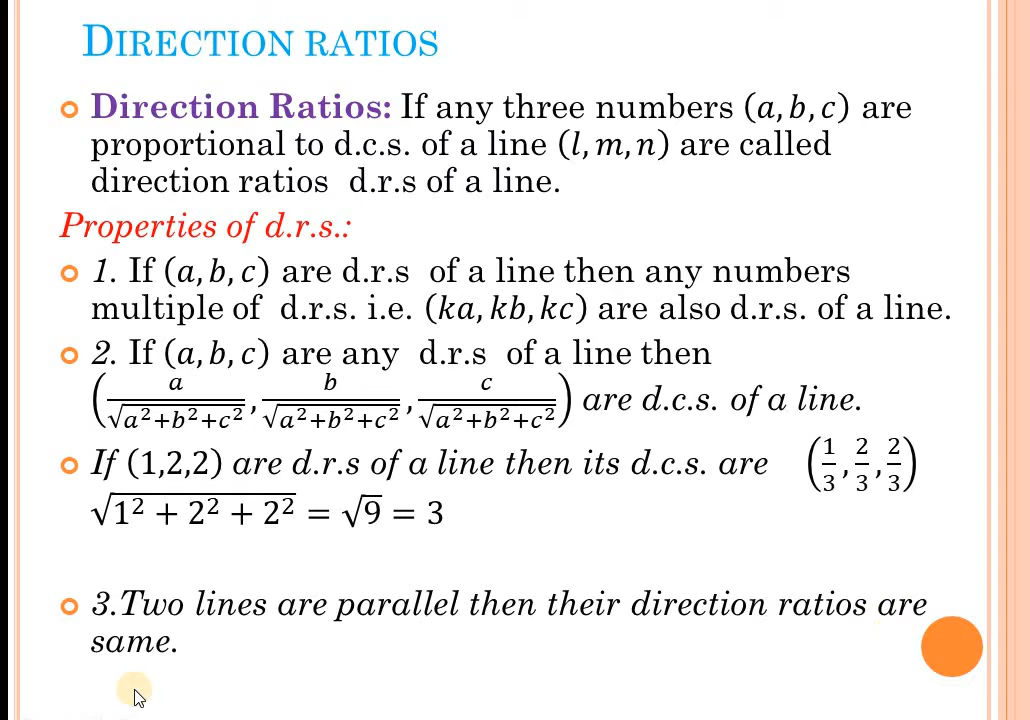 DIRECTION RATIOS
Direction Ratios: If any three numbers (a, b, c) are
proportional to d.c.s. of a line (l, m, n) are called
direction ratios d.r.s of a line.
Properties of d.r.s.:
1. If (a, b, c) are d.r.s of a line then any numbers
multiple of d.r.s. i.e. (ka, kb, kc) are also d.r.s. of a line.
2. If (a, b, c) are any d.r.s of a line then
(a/√(a²+b²+c²), b/√(a²+b²+c²), c/√(a²+b²+c²)) are d.c.s. of a line.
If (1,2,2) are d.r.s of a line then its d.c.s. are (1/3, 2/3, 2/3)
√(1² + 2² + 2²) = √9 = 3
3.Two lines are parallel then their direction ratios are
same.